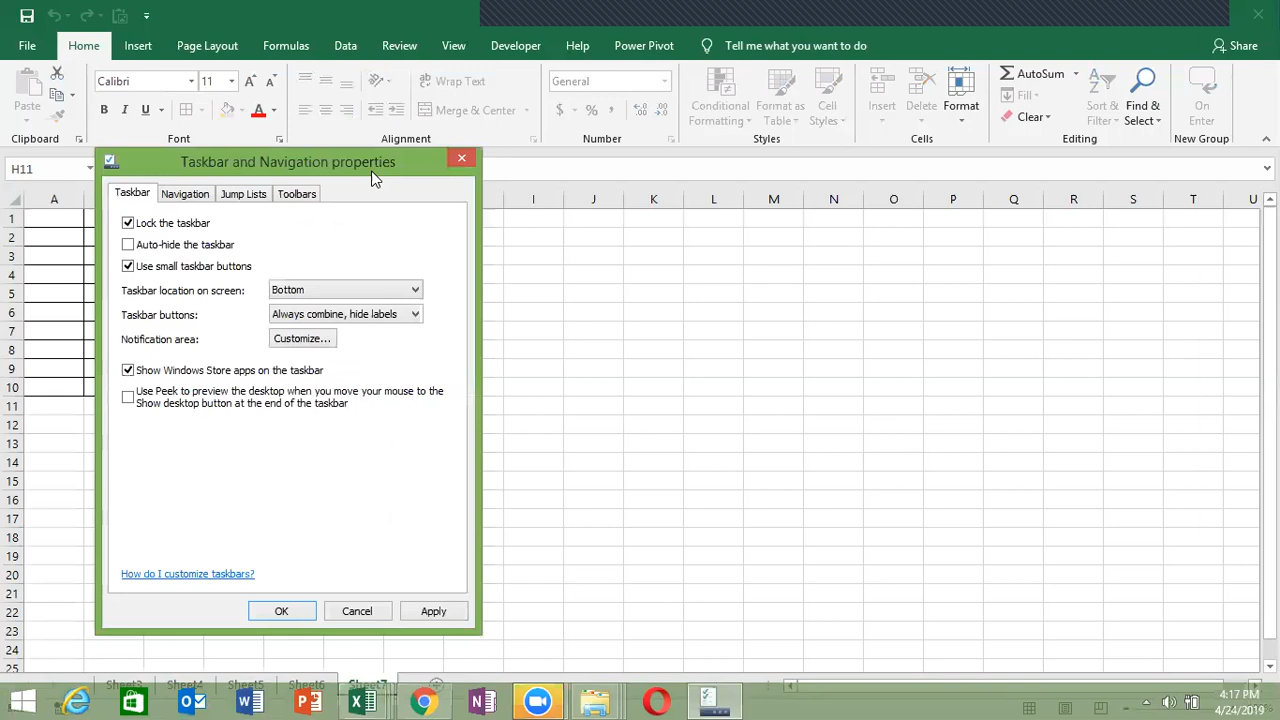 File Home Insert Page Layout Formulas Data Review View Developer Help Power Pivot Tell me what you want to do Share
Paste
Calibri 11
B I U A
Wrap Text
Merge & Center
General
$ % ,
Conditional Formatting
Format as Table
Cell Styles
Insert Delete Format
AutoSum
Fill
Clear
Sort & Filter
Find & Select
Enter Offer
Clipboard Font Alignment Number Styles Cells Editing New Group
H11
Taskbar and Navigation properties
A I J K L M N O P Q R S T U
Taskbar Navigation Jump Lists Toolbars
Lock the taskbar
Auto-hide the taskbar
Use small taskbar buttons
Taskbar location on screen: Bottom
Taskbar buttons: Always combine, hide labels
Notification area: Customize...
Show Windows Store apps on the taskbar
Use Peek to preview the desktop when you move your mouse to the
Show desktop button at the end of the taskbar
How do I customize taskbars?
OK Cancel Apply
1
2
3
4
5
6
7
8
9
10
11
12
13
14
15
16
17
18
19
20
21
22
23
24
25
Sheet3 Sheet4 Sheet5 Sheet6 Sheet7
4:17 PM
4/24/2019